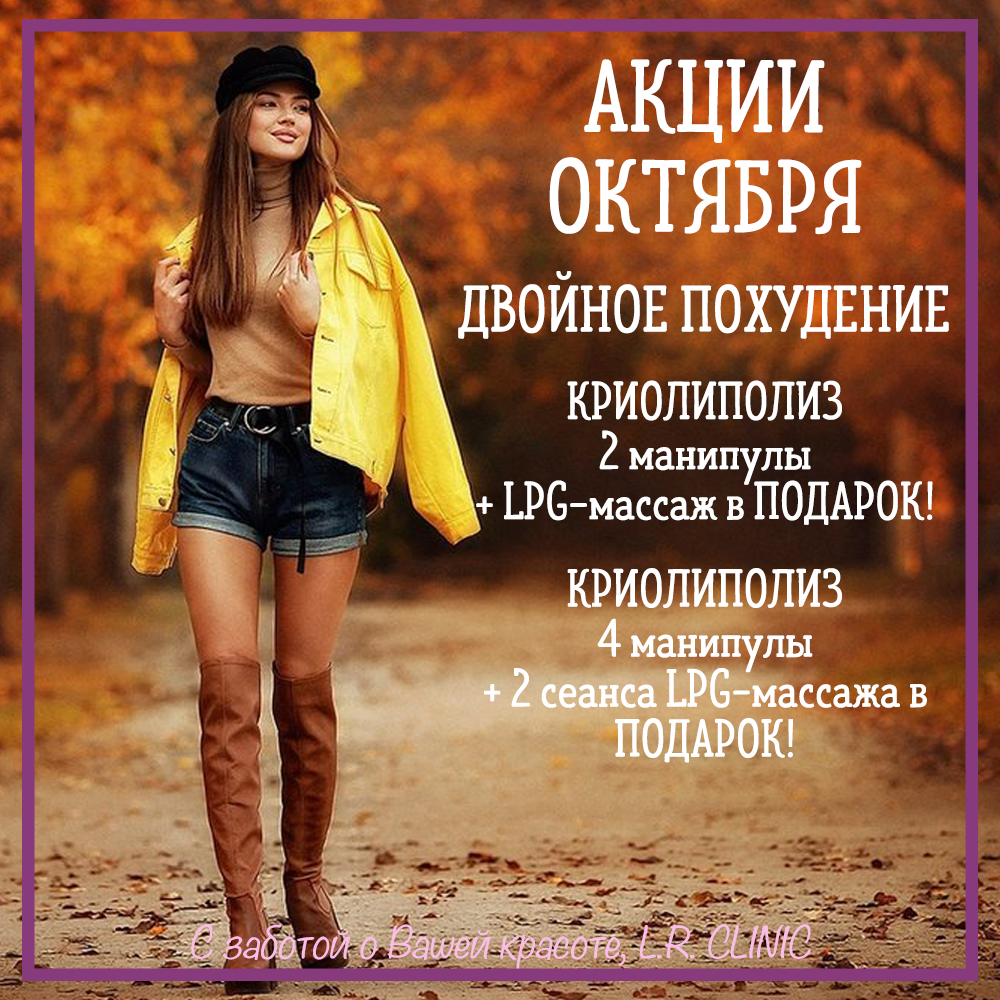 АКЦИИ
ОКТЯБРЯ
ДВОЙНОЕ ПОХУДЕНИЕ
КРИОЛИПОЛИЗ
2 манипулы
+ LPG-массаж в ПОДАРОК!
КРИОЛИПОЛИЗ
4 манипулы
+ 2 сеанса LPG-массажа в
ПОДАРОК!
С заботой о Вашей красоте, L.R. CLINIC